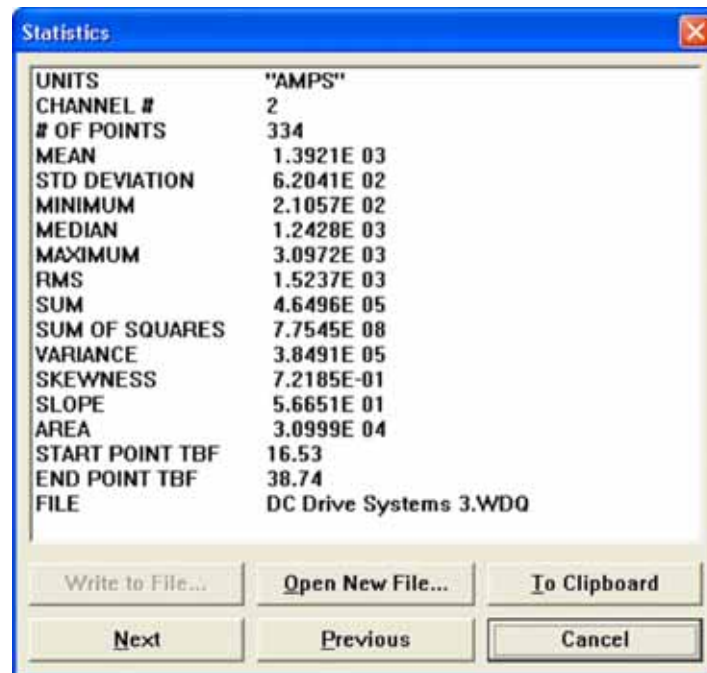 Statistics
UNITS "AMPS"
CHANNEL # 2
# OF POINTS 334
MEAN 1.3921E 03
STD DEVIATION 6.2041E 02
MINIMUM 2.1057E 02
MEDIAN 1.2428E 03
MAXIMUM 3.0972E 03
RMS 1.5237E 03
SUM 4.6496E 05
SUM OF SQUARES 7.7545E 08
VARIANCE 3.8491E 05
SKEWNESS 7.2185E-01
SLOPE 5.6651E 01
AREA 3.0999E 04
START POINT TBF 16.53
END POINT TBF 38.74
FILE DC Drive Systems 3.WDQ
Write to File... Open New File... To Clipboard
Next Previous Cancel